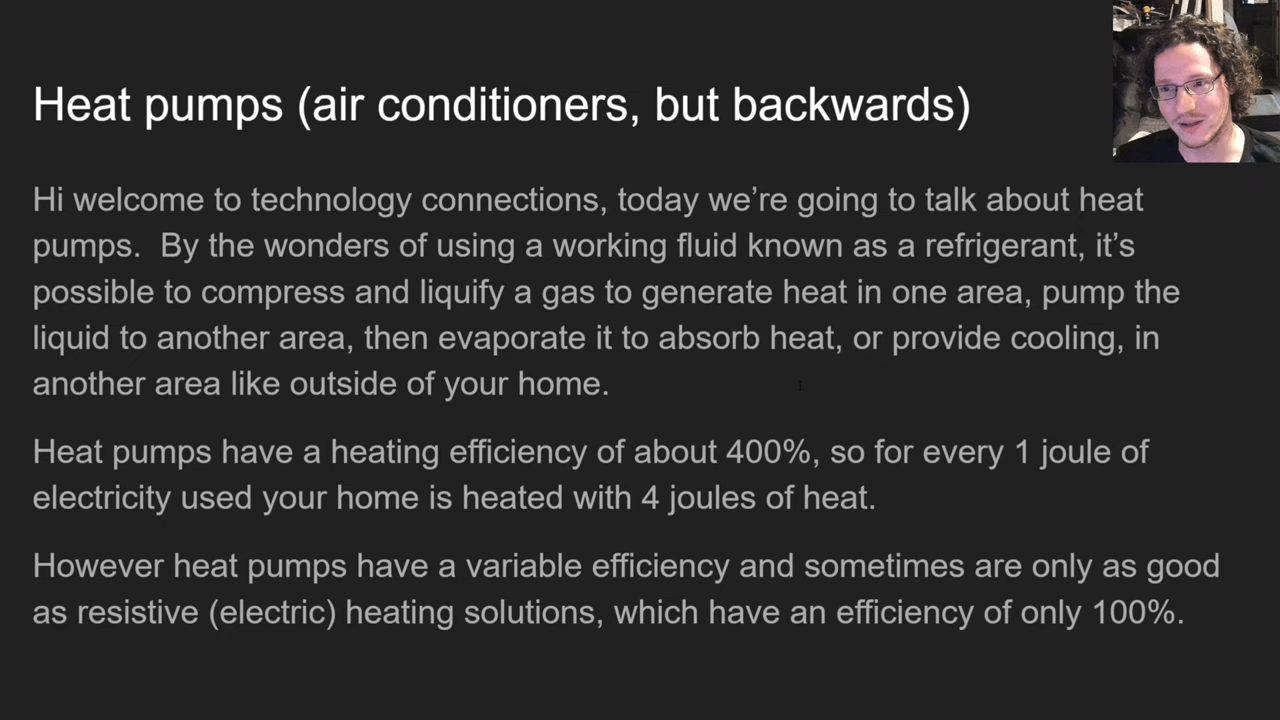 Heat pumps (air conditioners, but backwards)
Hi welcome to technology connections, today we’re going to talk about heat
pumps.  By the wonders of using a working fluid known as a refrigerant, it’s
possible to compress and liquify a gas to generate heat in one area, pump the
liquid to another area, then evaporate it to absorb heat, or provide cooling, in
another area like outside of your home.
Heat pumps have a heating efficiency of about 400%, so for every 1 joule of
electricity used your home is heated with 4 joules of heat.
However heat pumps have a variable efficiency and sometimes are only as good
as resistive (electric) heating solutions, which have an efficiency of only 100%.